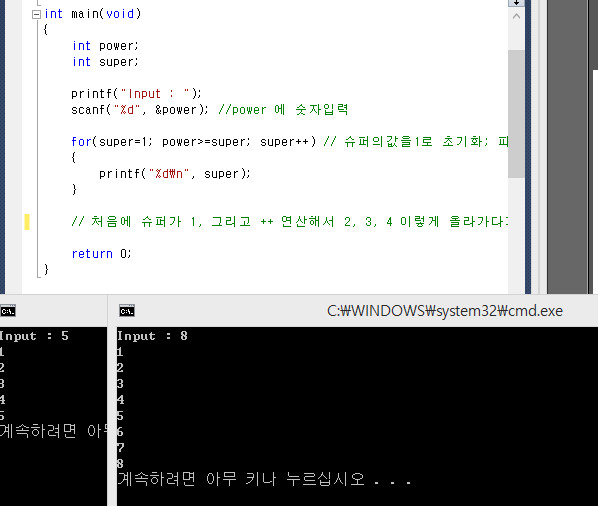 int main(void)
{
int power;
int super;
printf("Input : ");
scanf("%d", &power); //power 에 숫자입력
for(super=1; power>=super; super++) // 슈퍼의값을1로 초기화;
{
printf("%d₩n", super);
}
// 처음에 슈퍼가 1, 그리고 ++ 연산해서 2, 3, 4 이렇게 올라가다가
return 0;
}
C:₩WINDOWS₩system32₩cmd.exe
Input : 5
1
2
3
4
5
계속하려면 아무
Input : 8
1
2
3
4
5
6
7
8
계속하려면 아무 키나 누르십시오 . . .